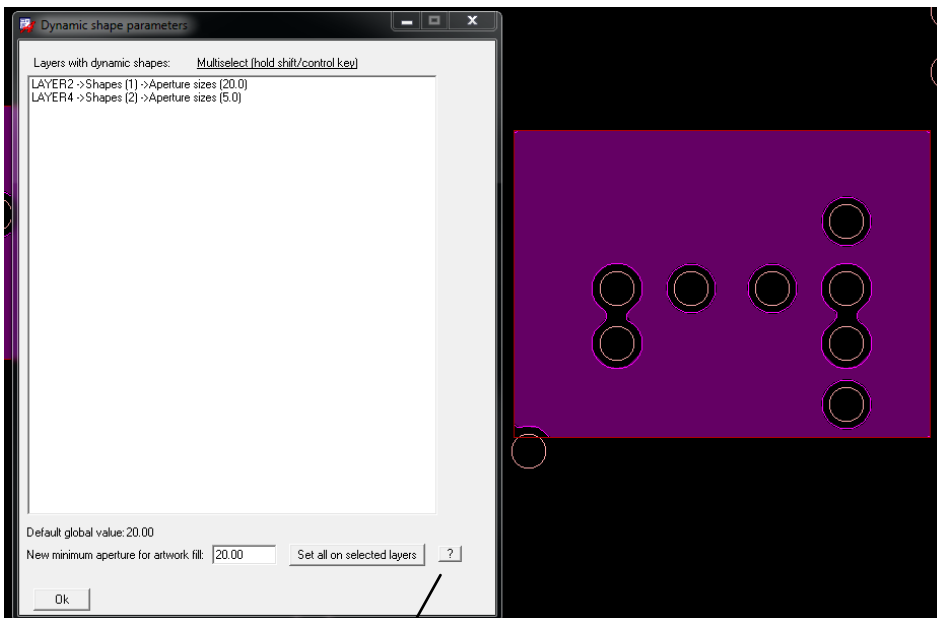 Dynamic shape parameters
Layers with dynamic shapes: Multiselect (hold shift/control key)
LAYER2 ->Shapes (1) ->Aperture sizes (20.0)
LAYER4 ->Shapes (2) ->Aperture sizes (5.0)
Default global value: 20.00
New minimum aperture for artwork fill: 20.00 Set all on selected layers ?
Ok